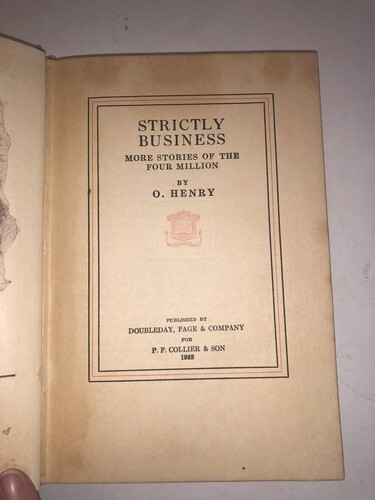 STRICTLY
BUSINESS
MORE STORIES OF THE
FOUR MILLION
BY
O. HENRY
PUBLISHED BY
DOUBLEDAY, PAGE & COMPANY
FOR
P. F. COLLIER & SON
1923